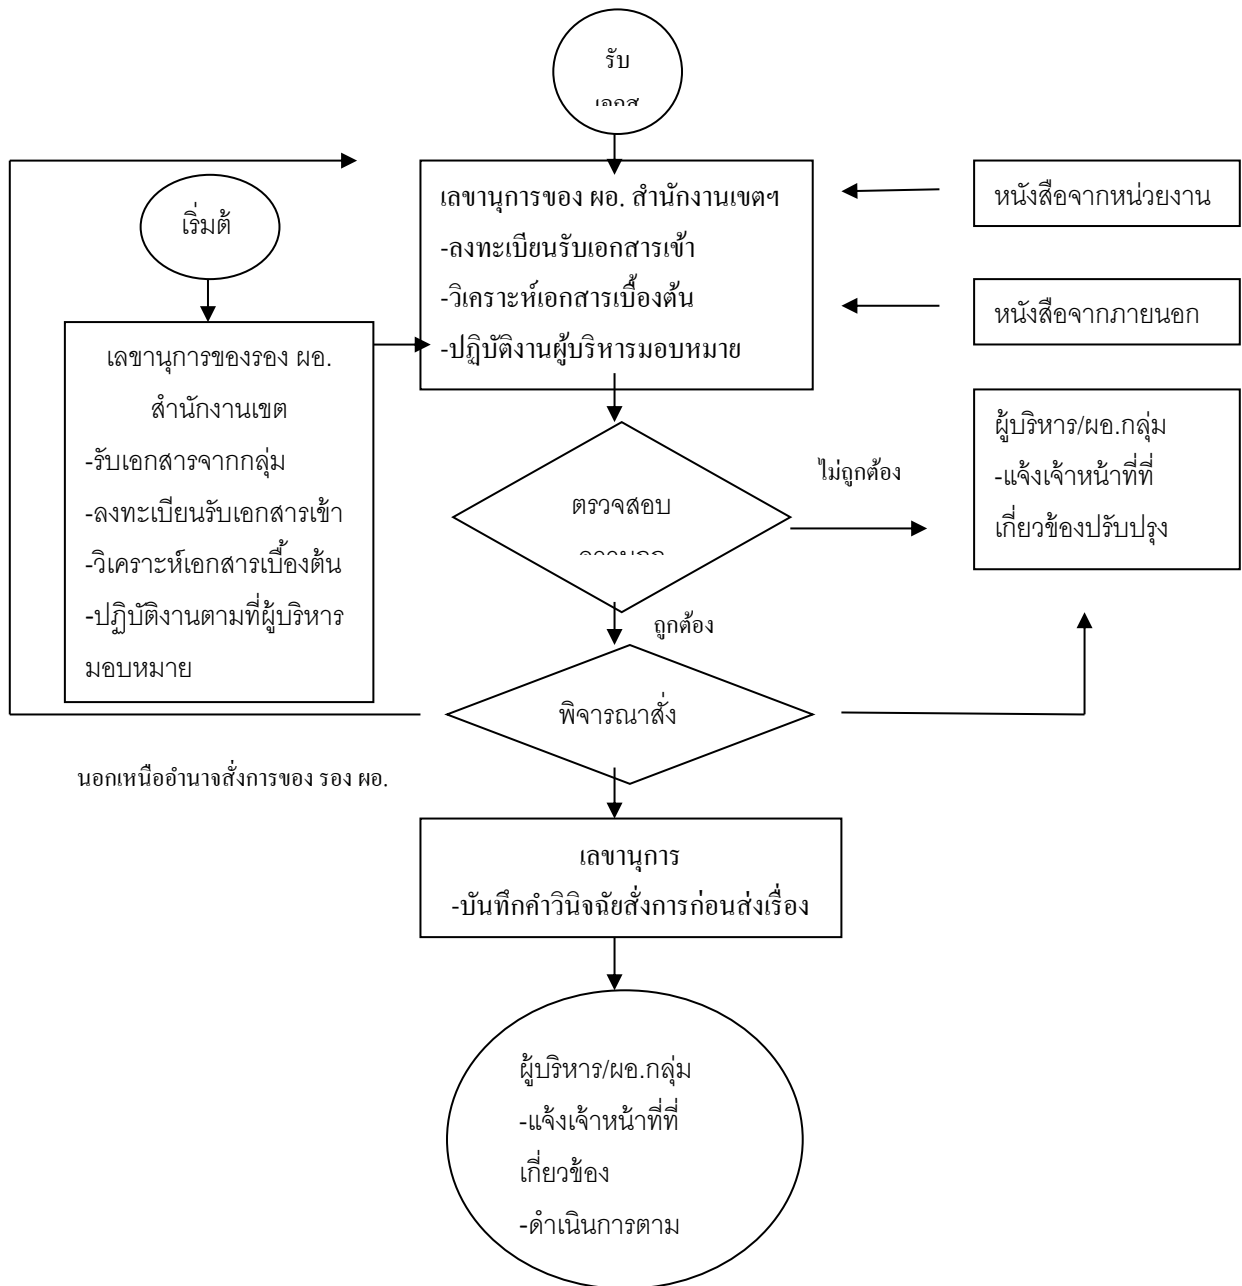 รับ
เริ่มต้
เลขานุการของ ผอ. สำนักงานเขตฯ
-ลงทะเบียนรับเอกสารเข้า
-วิเคราะห์เอกสารเบื้องต้น
-ปฏิบัติงานผู้บริหารมอบหมาย
หนังสือจากหน่วยงาน
หนังสือจากภายนอก
เลขานุการของรอง ผอ.
สำนักงานเขต
-รับเอกสารจากกลุ่ม
-ลงทะเบียนรับเอกสารเข้า
-วิเคราะห์เอกสารเบื้องต้น
-ปฏิบัติงานตามที่ผู้บริหาร
มอบหมาย
ผู้บริหาร/ผอ.กลุ่ม
-แจ้งเจ้าหน้าที่ที่
เกี่ยวข้องปรับปรุง
ไม่ถูกต้อง
ตรวจสอบ
ถูกต้อง
พิจารณาสั่ง
นอกเหนืออำนาจสั่งการของ รอง ผอ.
เลขานุการ
-บันทึกคำวินิจฉัยสั่งการก่อนส่งเรื่อง
ผู้บริหาร/ผอ.กลุ่ม
-แจ้งเจ้าหน้าที่ที่
เกี่ยวข้อง
-ดำเนินการตาม